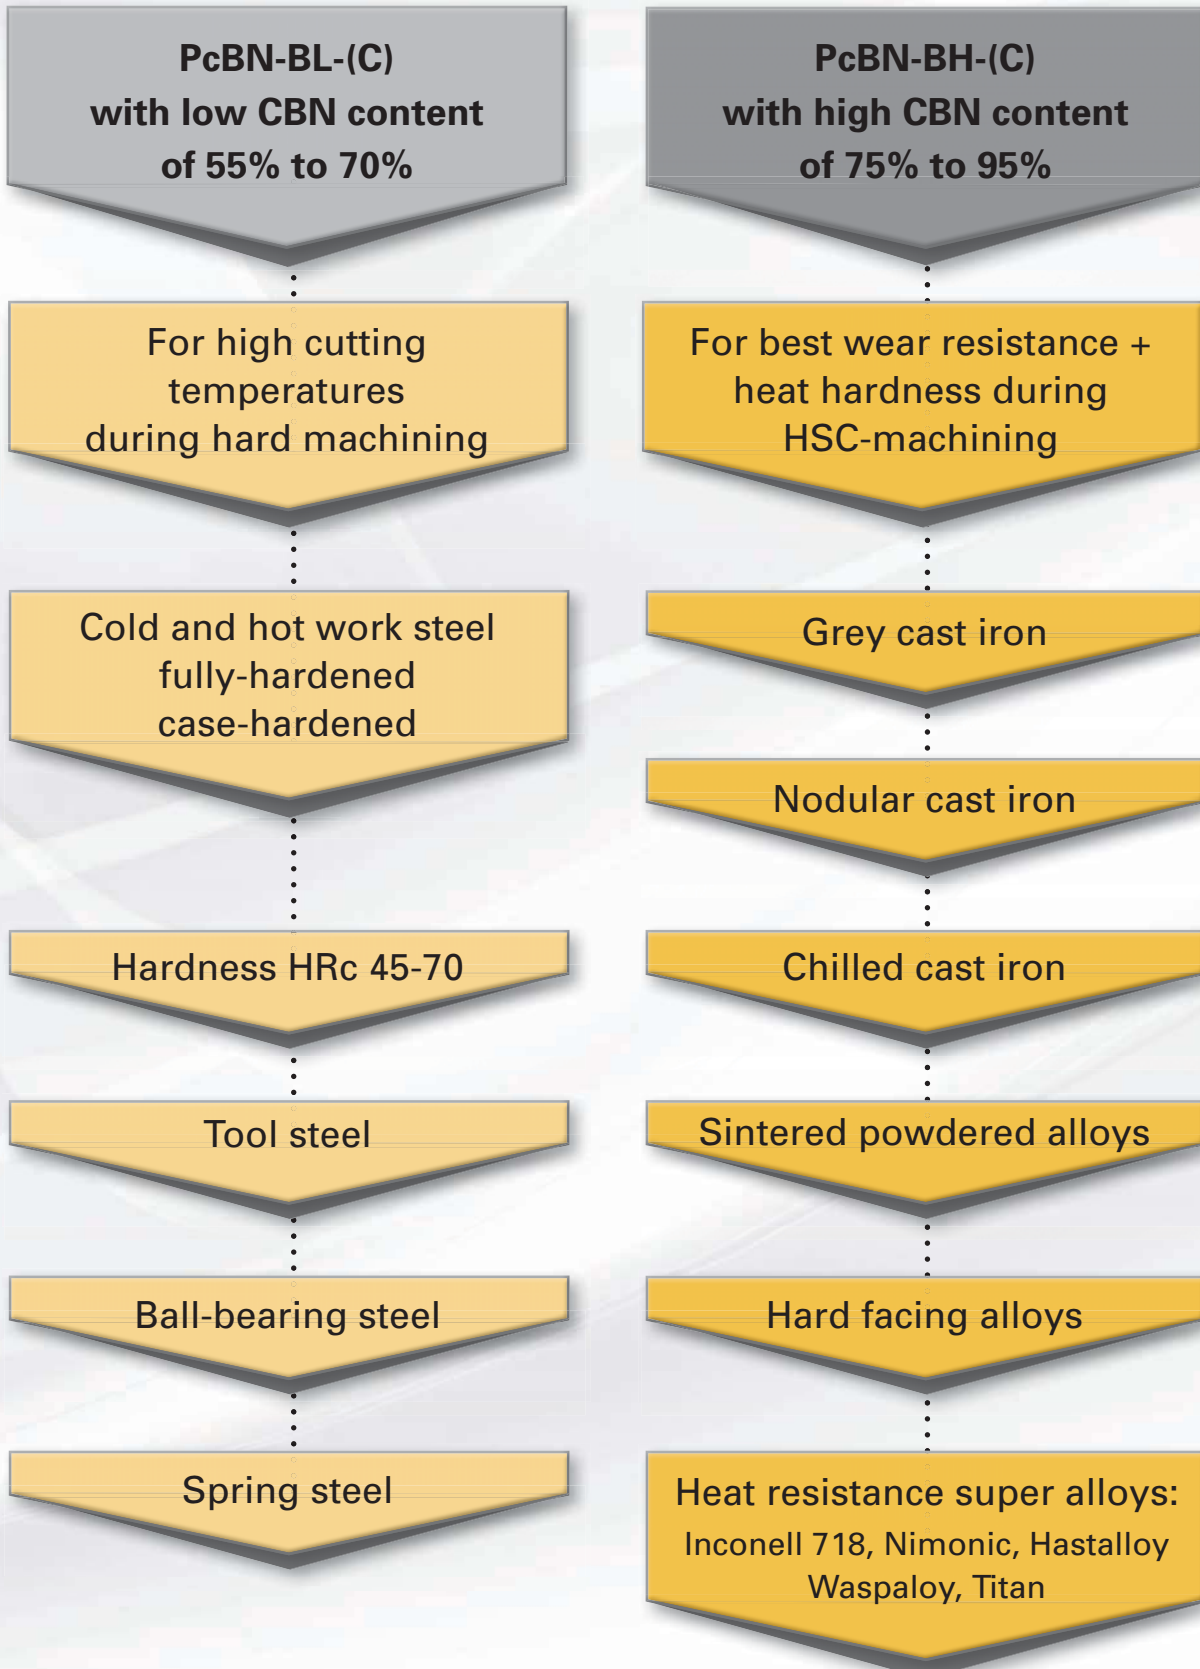 PcBN-BL-(C)
with low CBN content
of 55% to 70%
For high cutting
temperatures
during hard machining
Cold and hot work steel
fully-hardened
case-hardened
Hardness HRc 45-70
Tool steel
Ball-bearing steel
Spring steel
PcBN-BH-(C)
with high CBN content
of 75% to 95%
For best wear resistance +
heat hardness during
HSC-machining
Grey cast iron
Nodular cast iron
Chilled cast iron
Sintered powdered alloys
Hard facing alloys
Heat resistance super alloys:
Inconell 718, Nimonic, Hastalloy
Waspaloy, Titan